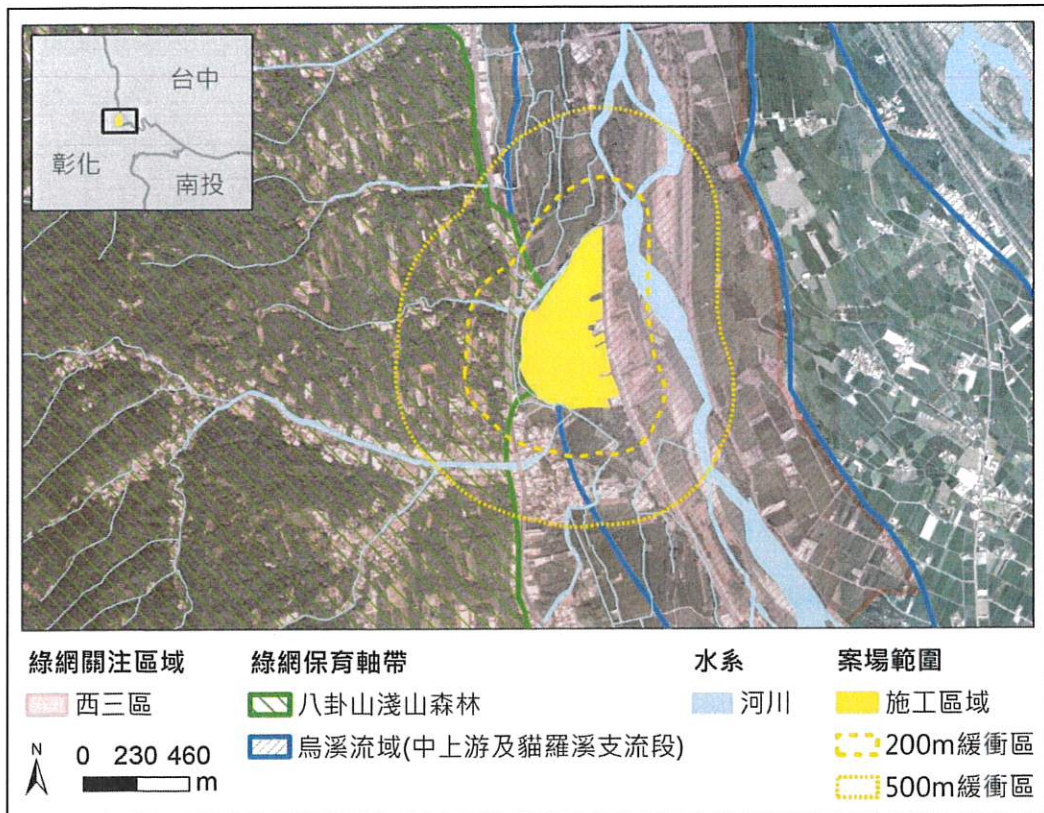 台中
彰化
南投
綠網關注區域
西三區
N
0 230 460
m
綠網保育軸帶
八卦山淺山森林
烏溪流域(中上游及貓羅溪支流段)
水系
河川
案場範圍
施工區域
200m緩衝區
500m緩衝區